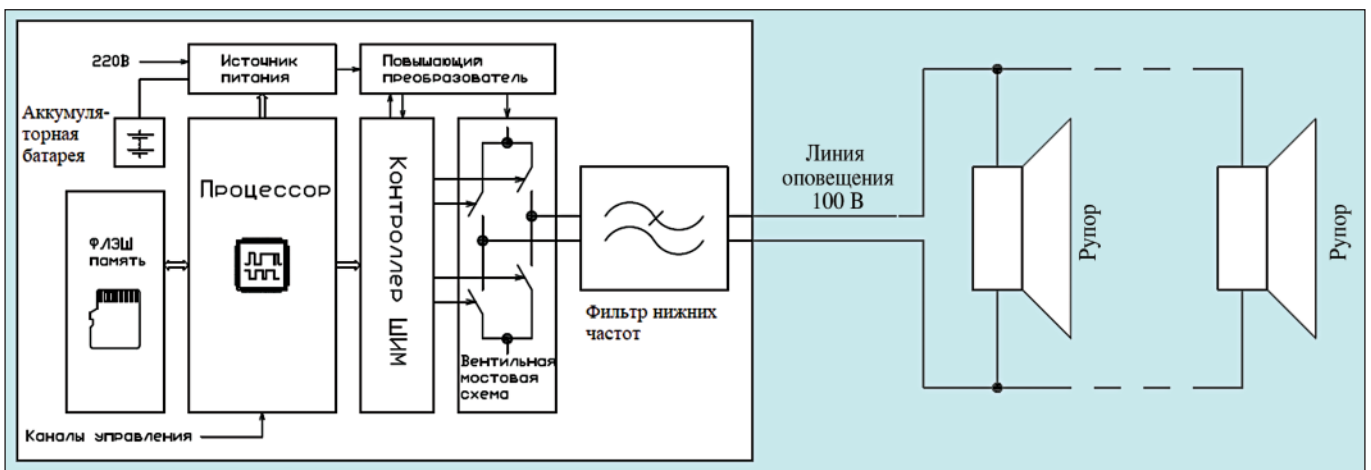 220В
Источник
питания
Повышающий
преобразователь
Аккумуля-
торная
батарея
ФЛЭШ
память
Процессор
Контроллер ШИМ
Вентильная
мостовая
схема
Каналы управления
Фильтр нижних
частот
Линия
оповещения
100 В
Рупор
Рупор